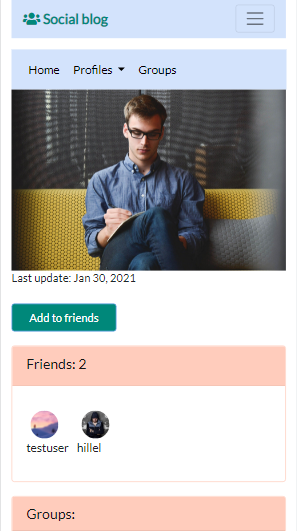 Social blog
Home Profiles Groups
Last update: Jan 30, 2021
Add to friends
Friends: 2
testuser hillel
Groups: